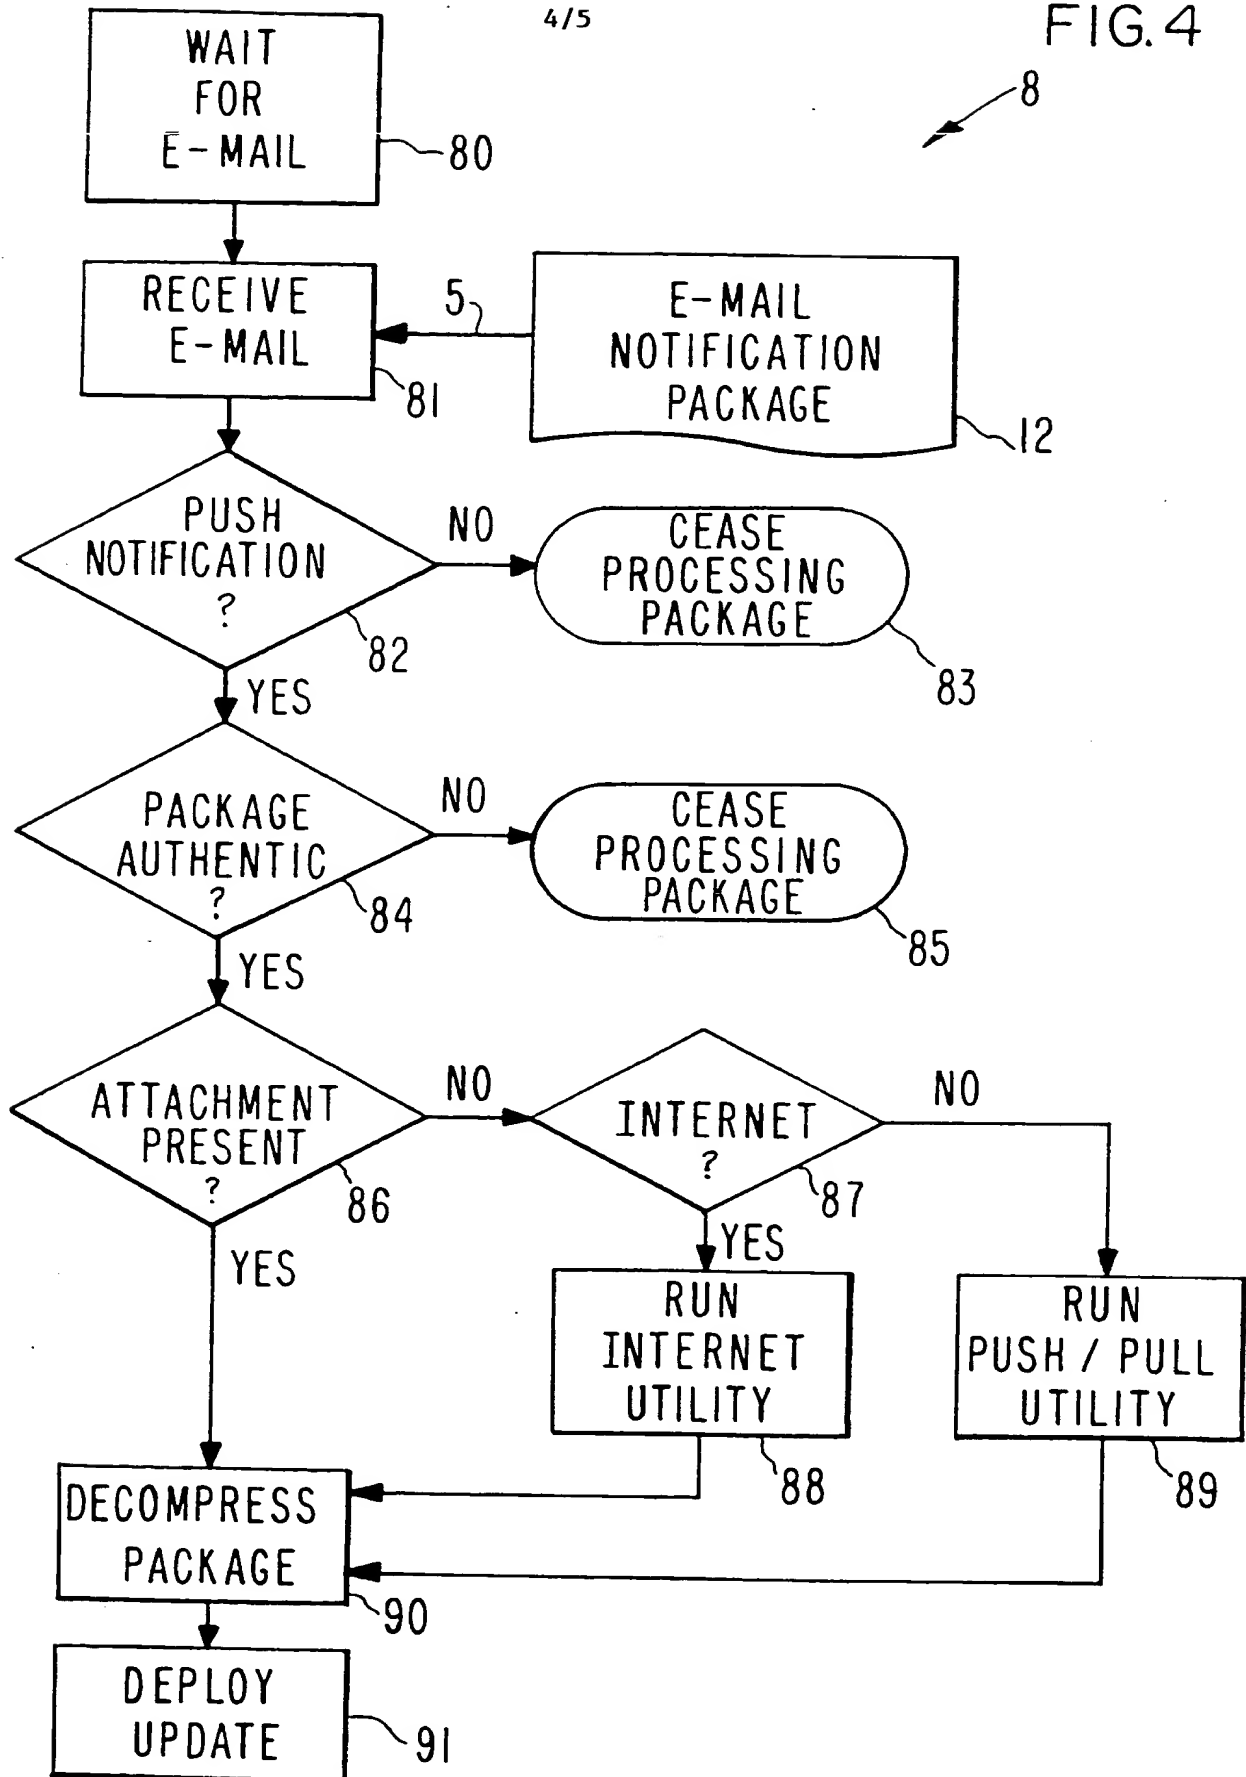 4/5
FIG. 4
8
WAIT
FOR
E-MAIL
80
RECEIVE
E-MAIL
81
5
E-MAIL
NOTIFICATION
PACKAGE
12
PUSH
NOTIFICATION
?
82
NO
CEASE
PROCESSING
PACKAGE
83
YES
PACKAGE
AUTHENTIC
?
84
NO
CEASE
PROCESSING
PACKAGE
85
YES
ATTACHMENT
PRESENT
?
86
NO
INTERNET
?
87
NO
YES
YES
RUN
INTERNET
UTILITY
88
RUN
PUSH / PULL
UTILITY
89
DECOMPRESS
PACKAGE
90
DEPLOY
UPDATE
91